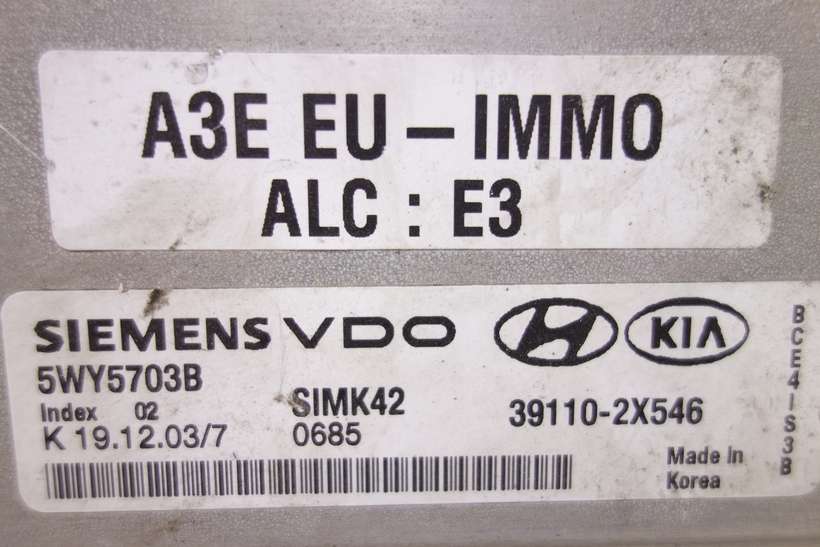 A3E EU – IMMO
ALC : E3
SIEMENS VDO
KIA
5WY5703B
Index 02
SIMK42
39110-2X546
K 19.12.03/7
0685
Made In
Korea
BCE4IS3B